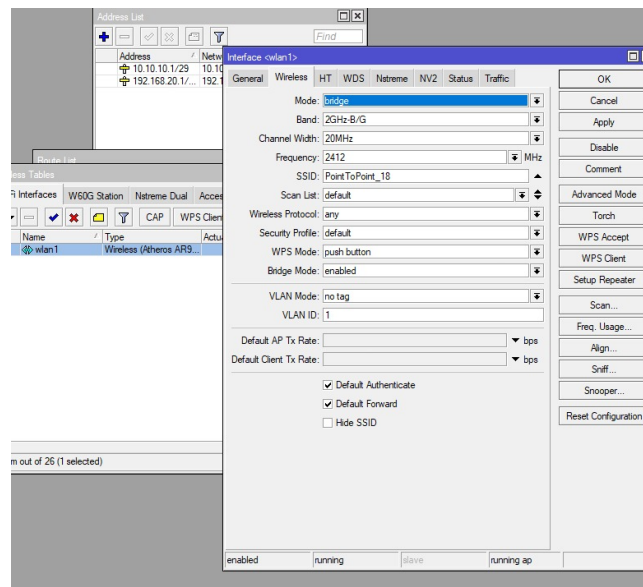 Address List
Find
Address / Netw
10.10.10.1/29 10.10
192.168.20.1/... 192.1
Route List
less Tables
Fi Interfaces W60G Station Nstreme Dual Acces
CAP WPS Clien
Name / Type Actu
wlan1 Wireless (Atheros AR9...
m out of 26 (1 selected)
Interface <wlan1>
General Wireless HT WDS Nstreme NV2 Status Traffic
Mode: bridge
Band: 2GHz-B/G
Channel Width: 20MHz
Frequency: 2412 MHz
SSID: PointToPoint_18
Scan List: default
Wireless Protocol: any
Security Profile: default
WPS Mode: push button
Bridge Mode: enabled
VLAN Mode: no tag
VLAN ID: 1
Default AP Tx Rate: bps
Default Client Tx Rate: bps
Default Authenticate
Default Forward
Hide SSID
OK
Cancel
Apply
Disable
Comment
Advanced Mode
Torch
WPS Accept
WPS Client
Setup Repeater
Scan...
Freq. Usage...
Align...
Sniff...
Snooper...
Reset Configuration
enabled running slave running ap